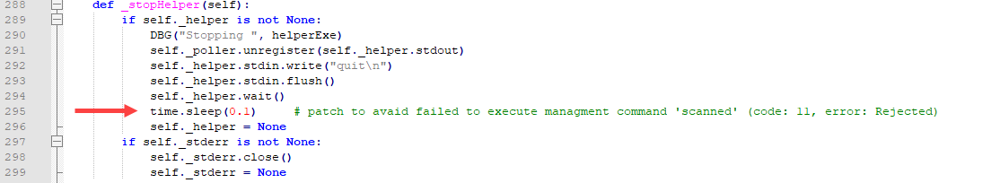 288 def _stopHelper(self):
289 if self._helper is not None:
290 DBG("Stopping ", helperExe)
291 self._poller.unregister(self._helper.stdout)
292 self._helper.stdin.write("quit\n")
293 self._helper.stdin.flush()
294 self._helper.wait()
295 time.sleep(0.1) # patch to avaid failed to execute managment command 'scanned' (code: 11, error: Rejected)
296 self._helper = None
297 if self._stderr is not None:
298 self._stderr.close()
299 self._stderr = None